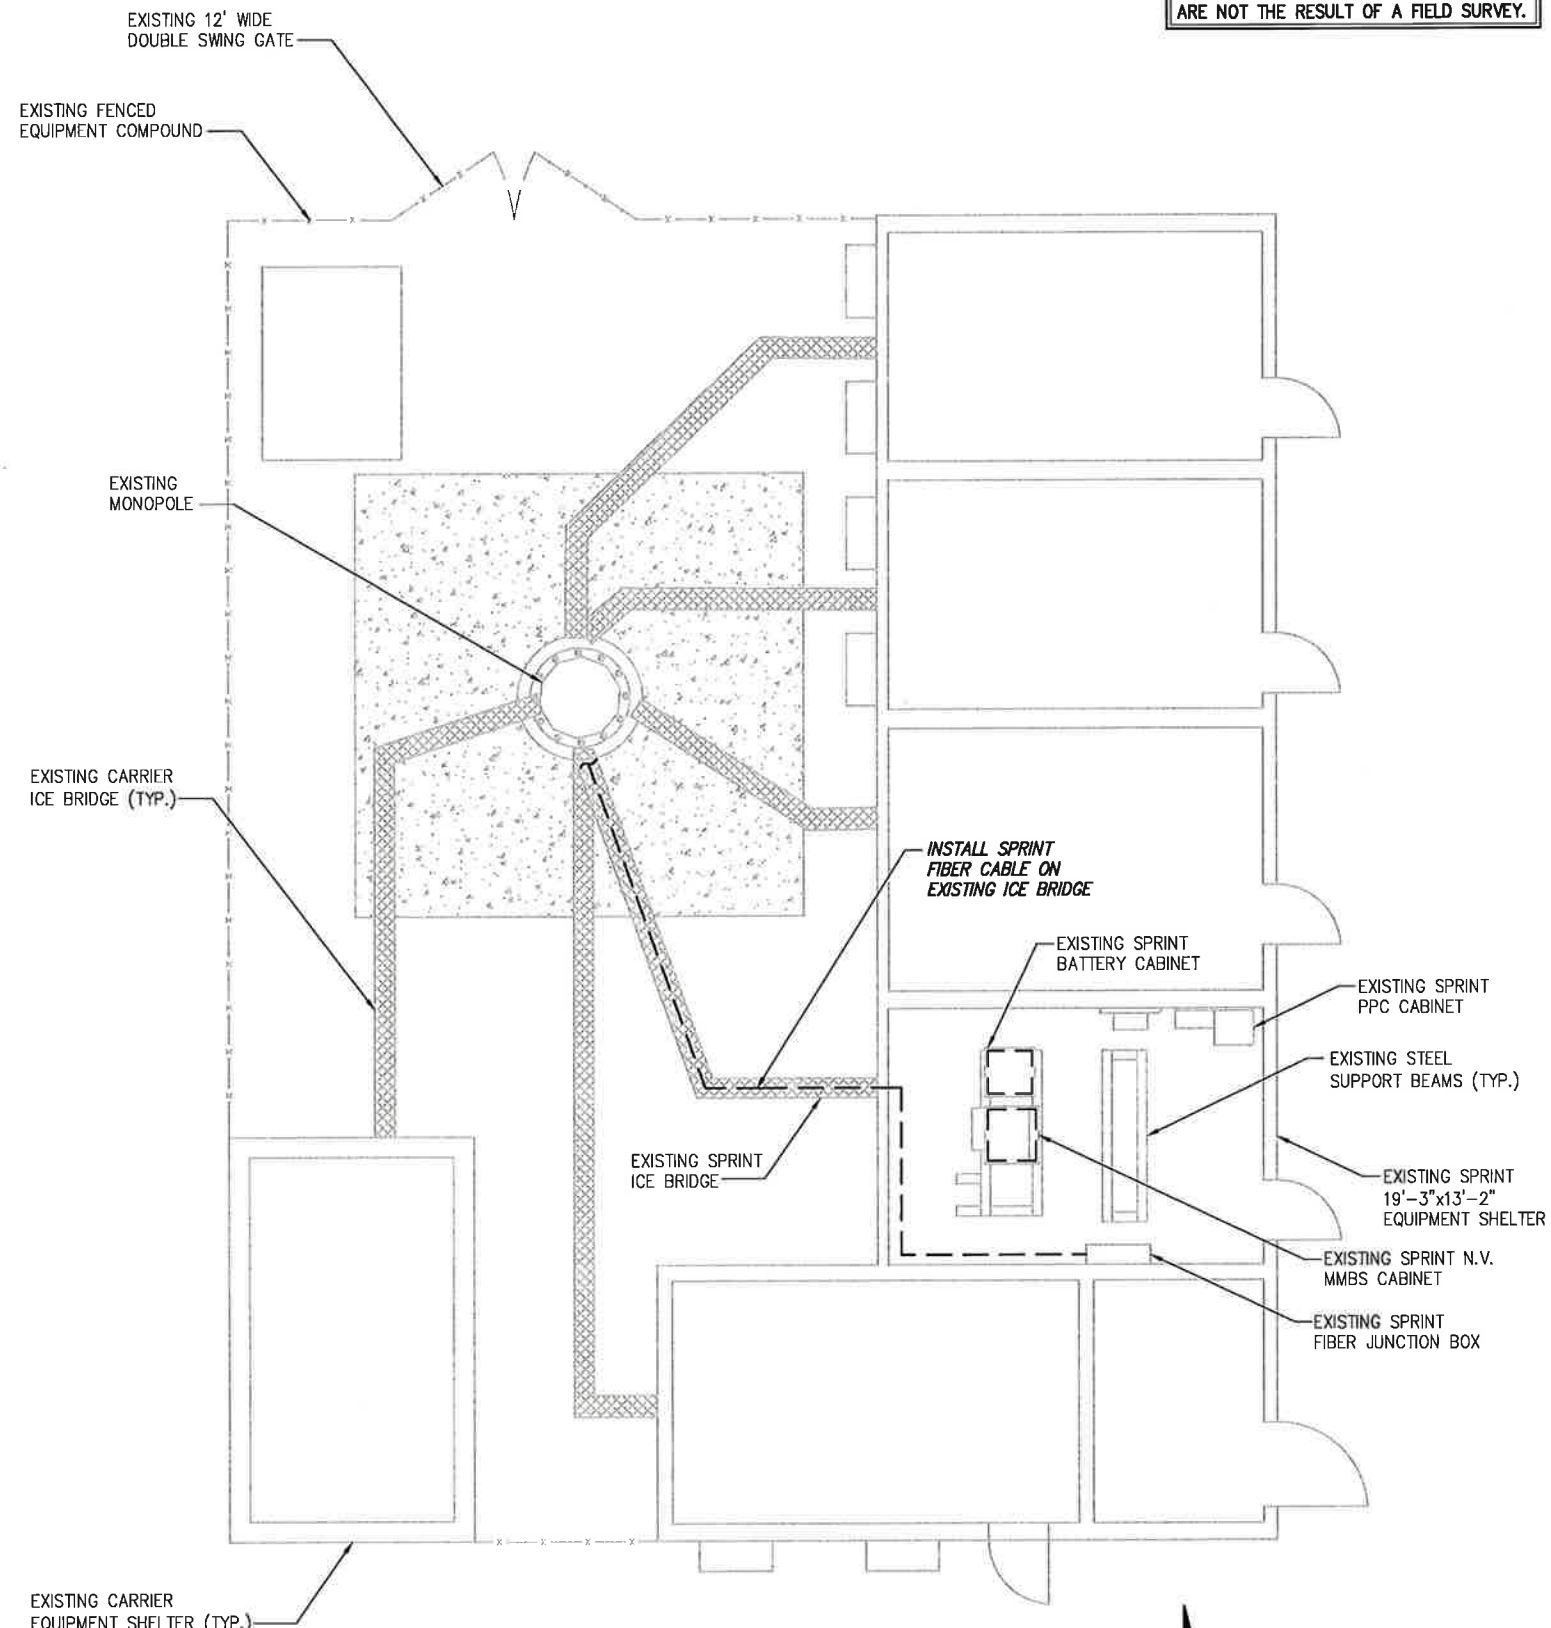 ARE NOT THE RESULT OF A FIELD SURVEY.
EXISTING 12' WIDE
DOUBLE SWING GATE
EXISTING FENCED
EQUIPMENT COMPOUND
EXISTING
MONOPOLE
EXISTING CARRIER
ICE BRIDGE (TYP.)
INSTALL SPRINT
FIBER CABLE ON
EXISTING ICE BRIDGE
EXISTING SPRINT
BATTERY CABINET
EXISTING SPRINT
PPC CABINET
EXISTING STEEL
SUPPORT BEAMS (TYP.)
EXISTING SPRINT
ICE BRIDGE
EXISTING SPRINT
19'-3"x13'-2"
EQUIPMENT SHELTER
EXISTING SPRINT N.V.
MMBS CABINET
EXISTING SPRINT
FIBER JUNCTION BOX
EXISTING CARRIER
EQUIPMENT SHELTER (TYP.)